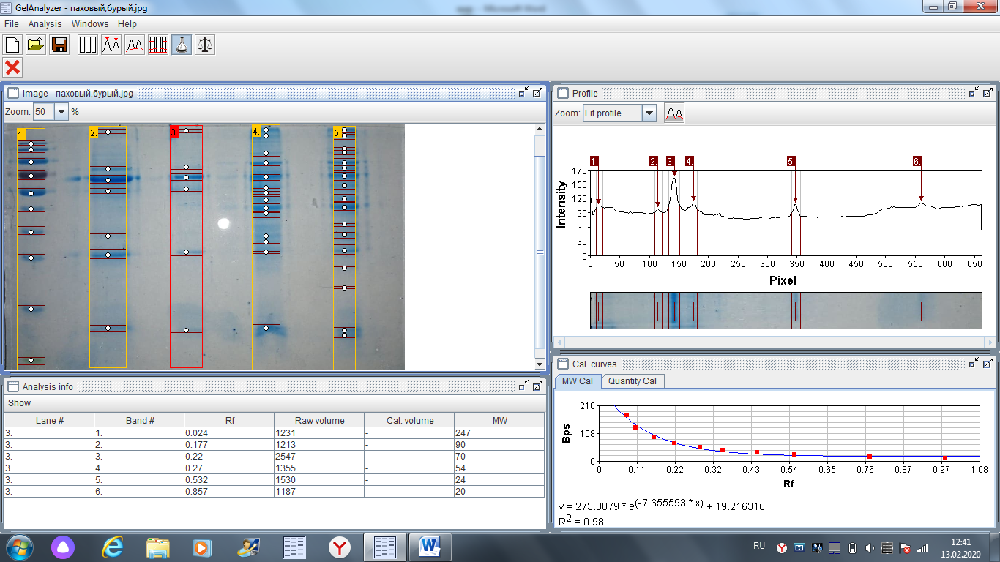 GelAnalyzer - паховый,бурый.jpg
File Analysis Windows Help
Image - паховый,бурый.jpg
Zoom: 50 %
1. 2. 3. 4. 5.
Profile
Zoom: Fit profile
1 2 3 4 5 6
Intensity
178
150
120
90
60
30
0
0 50 100 150 200 250 300 350 400 450 500 550 600 650
Pixel
Analysis info
Show
Lane # Band # Rf Raw volume Cal. volume MW
3. 1. 0.024 1231 - 247
3. 2. 0.177 1213 - 90
3. 3. 0.22 2547 - 70
3. 4. 0.27 1355 - 54
3. 5. 0.532 1530 - 24
3. 6. 0.857 1187 - 20
Cal. curves
MW Cal Quantity Cal
Bps
216
108
0
0 0.11 0.22 0.32 0.43 0.54 0.65 0.76 0.87 0.97 1.08
Rf
y = 273.3079 * e(-7.655593 * x) + 19.216316
R2 = 0.98
RU
12:41
13.02.2020